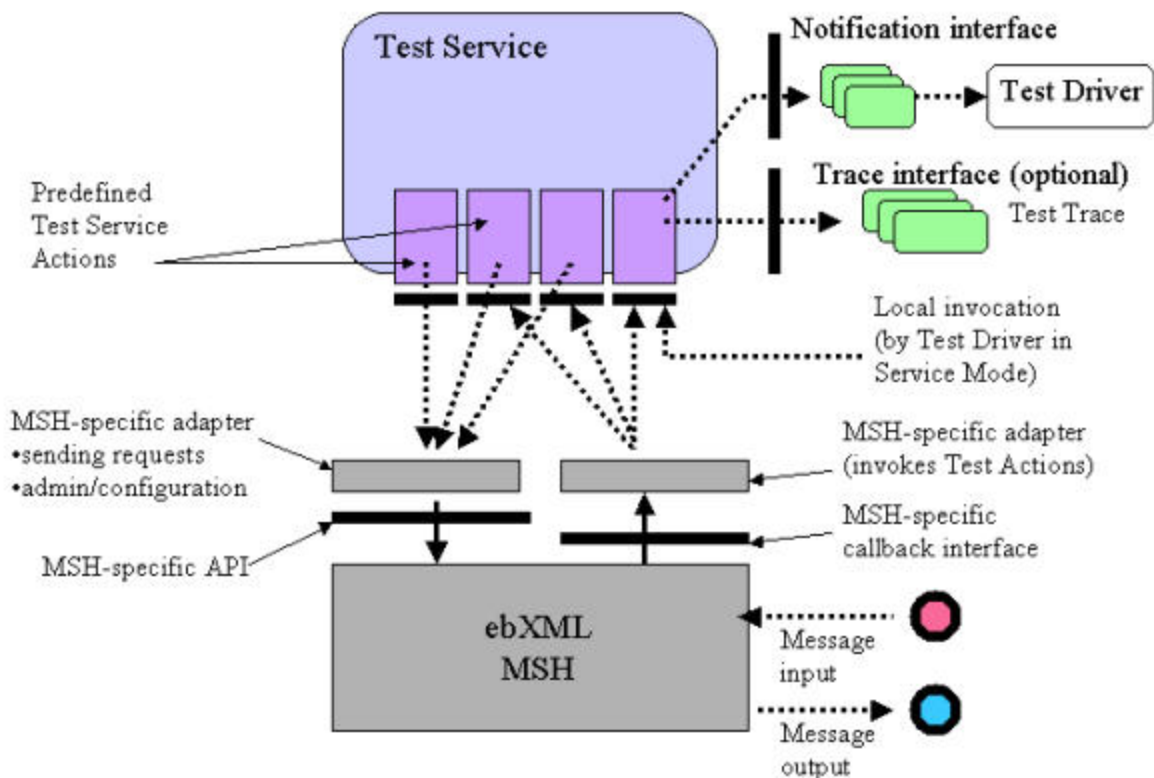 Test Service
Notification interface
Test Driver
Trace interface (optional)
Test Trace
Predefined
Test Service
Actions
Local invocation
(by Test Driver in
Service Mode)
MSH-specific adapter
•sending requests
•admin/configuration
MSH-specific adapter
(invokes Test Actions)
MSH-specific API
MSH-specific
callback interface
ebXML
MSH
Message
input
Message
output